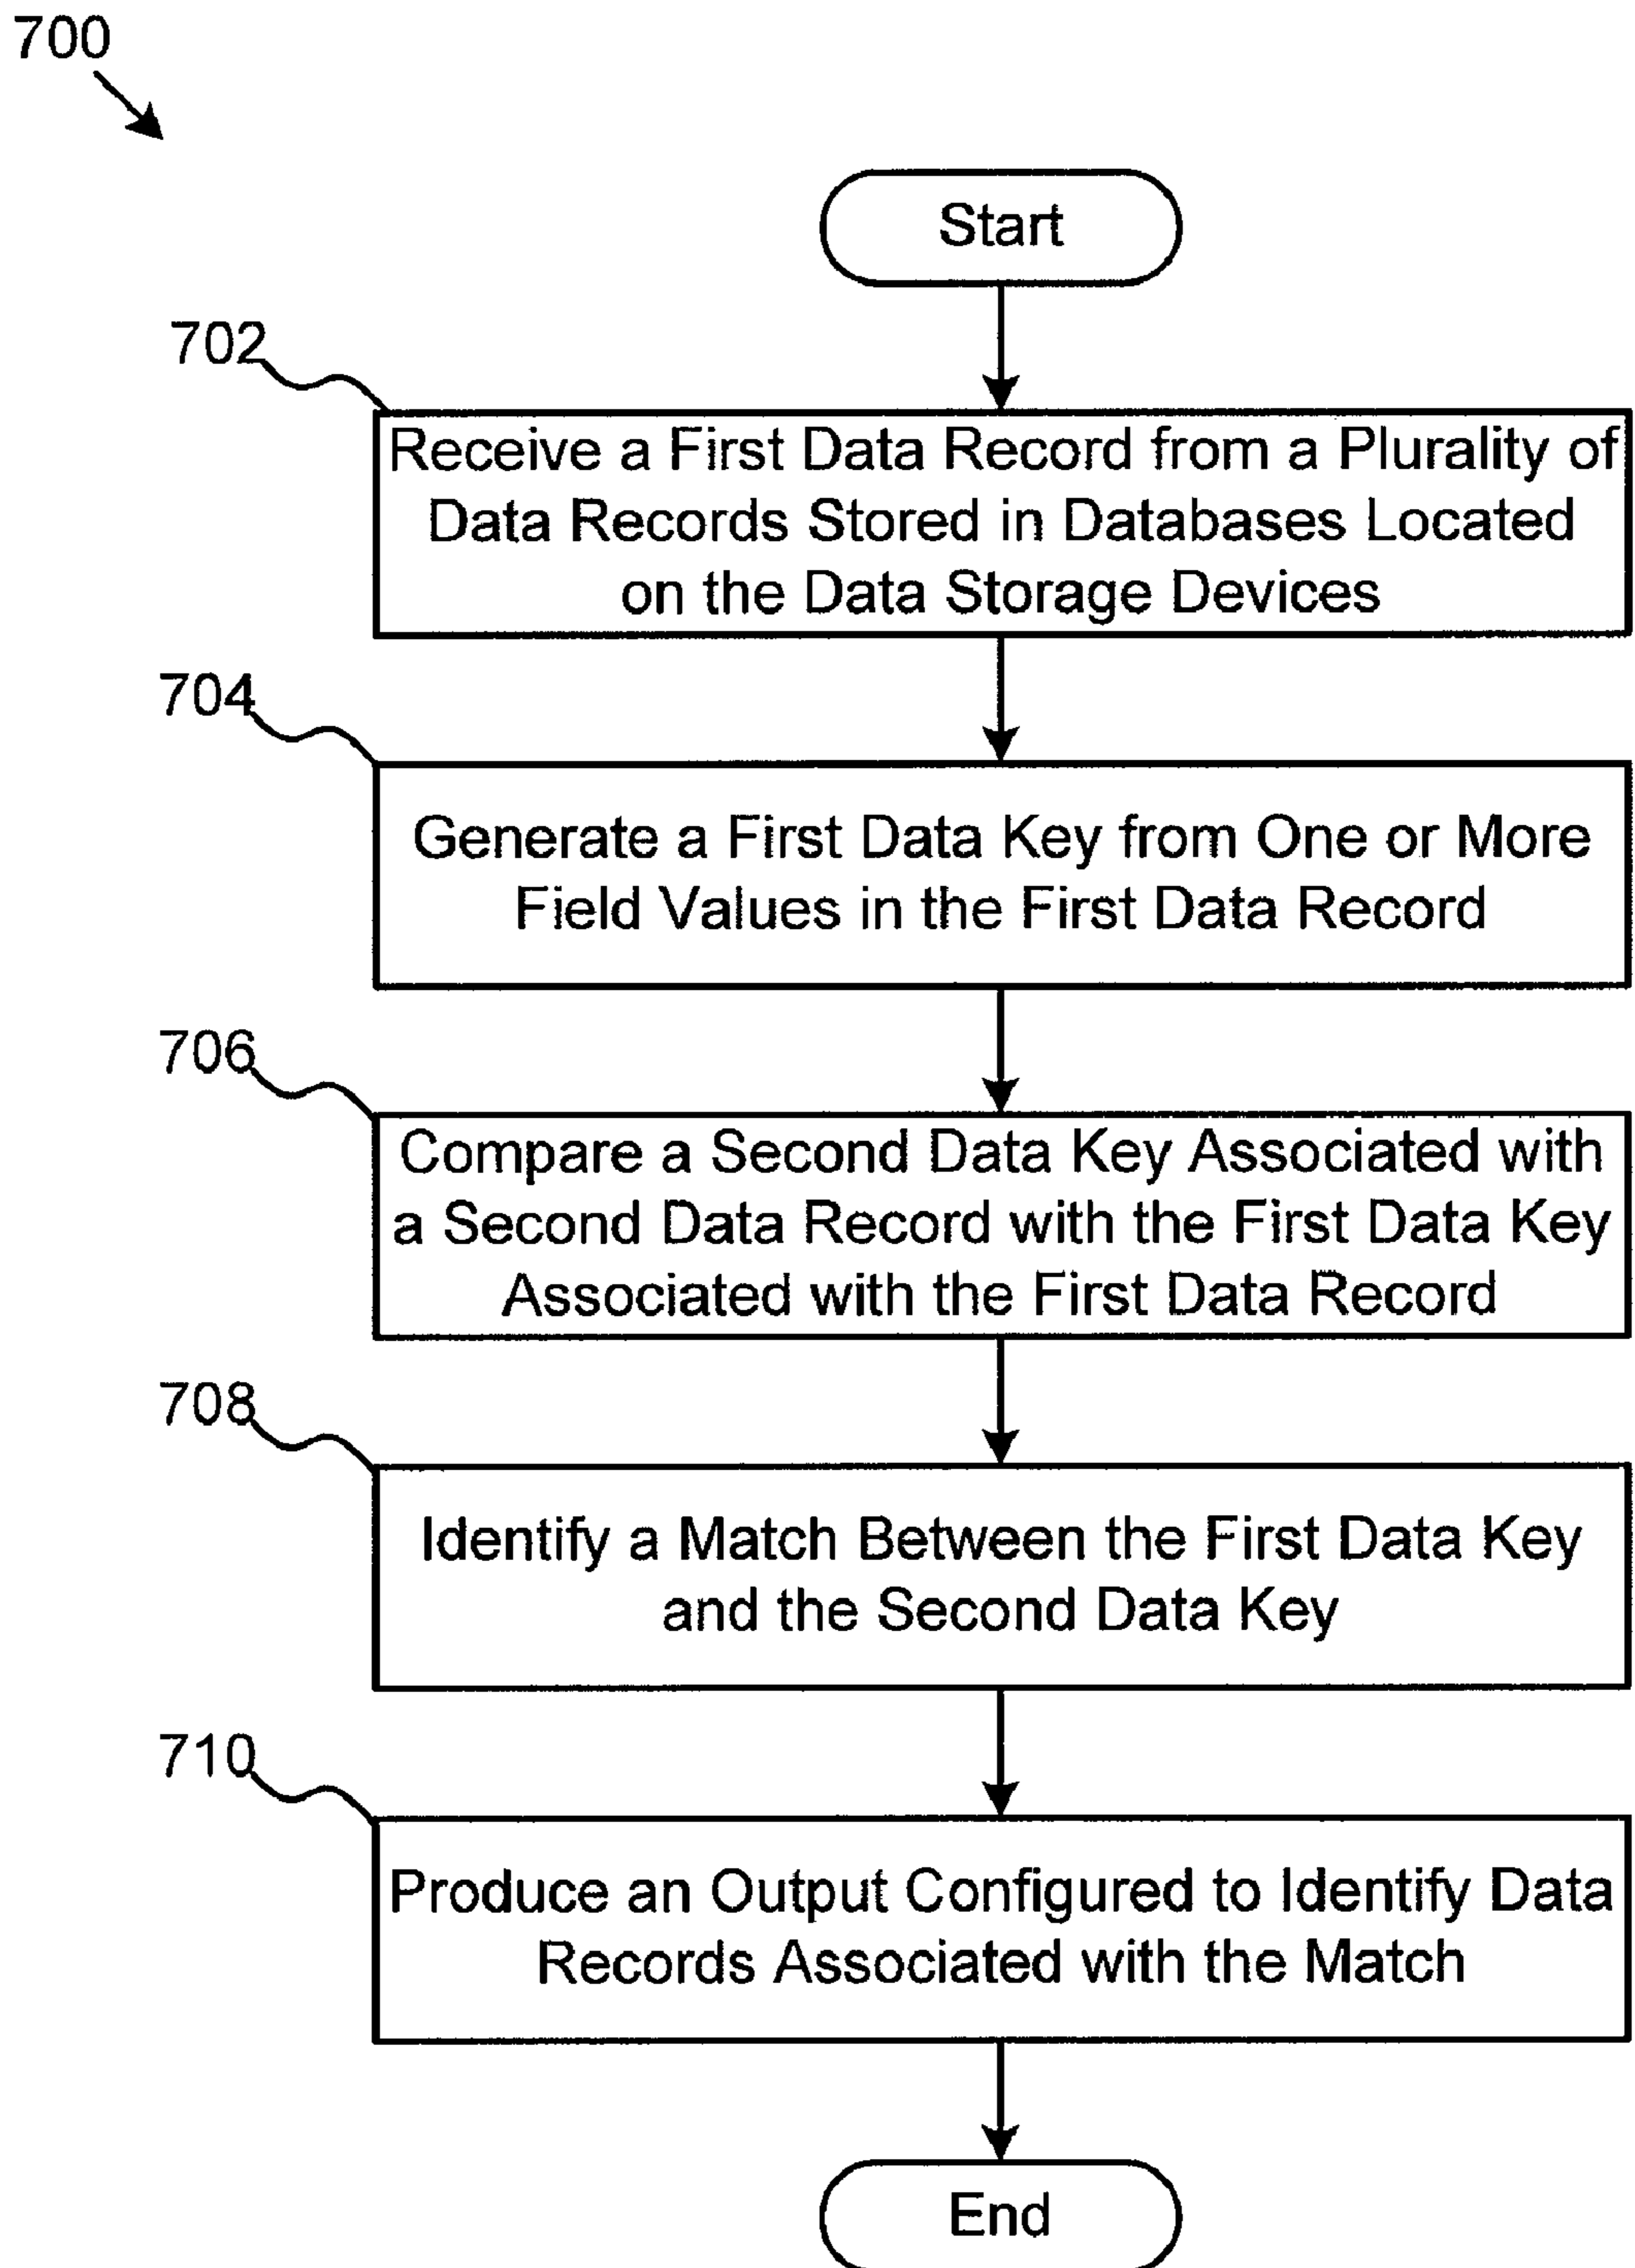 700
Start
702
Receive a First Data Record from a Plurality of
Data Records Stored in Databases Located
on the Data Storage Devices
704
Generate a First Data Key from One or More
Field Values in the First Data Record
706
Compare a Second Data Key Associated with
a Second Data Record with the First Data Key
Associated with the First Data Record
708
Identify a Match Between the First Data Key
and the Second Data Key
710
Produce an Output Configured to Identify Data
Records Associated with the Match
End